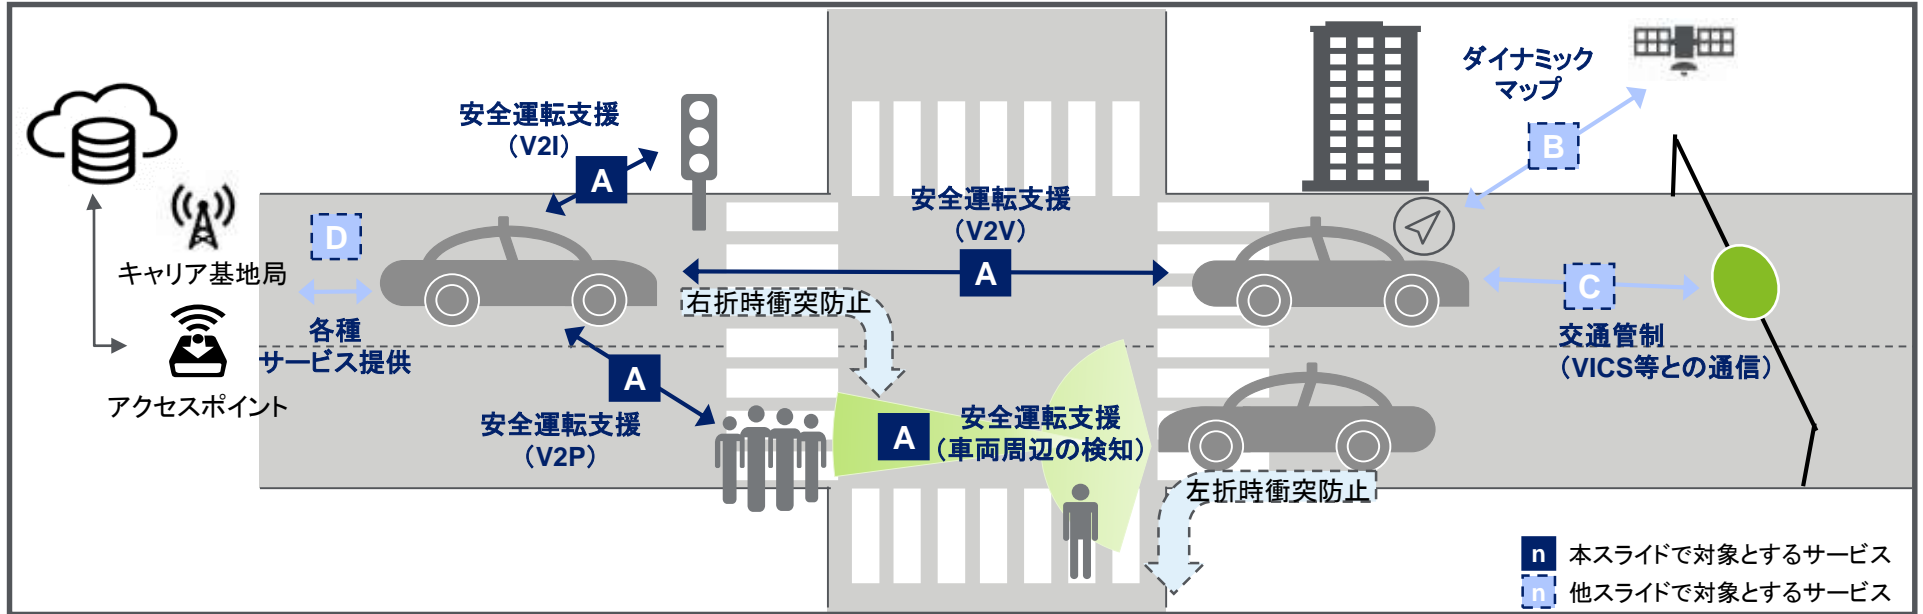 安全運転支援
（V2I）
A
ダイナミック
マップ
B
安全運転支援
（V2V）
A
D
キャリア基地局
各種
サービス提供
アクセスポイント
右折時衝突防止
C
交通管制
（VICS等との通信）
A
安全運転支援
（V2P）
A
安全運転支援
（車両周辺の検知）
左折時衝突防止
n 本スライドで対象とするサービス
n 他スライドで対象とするサービス